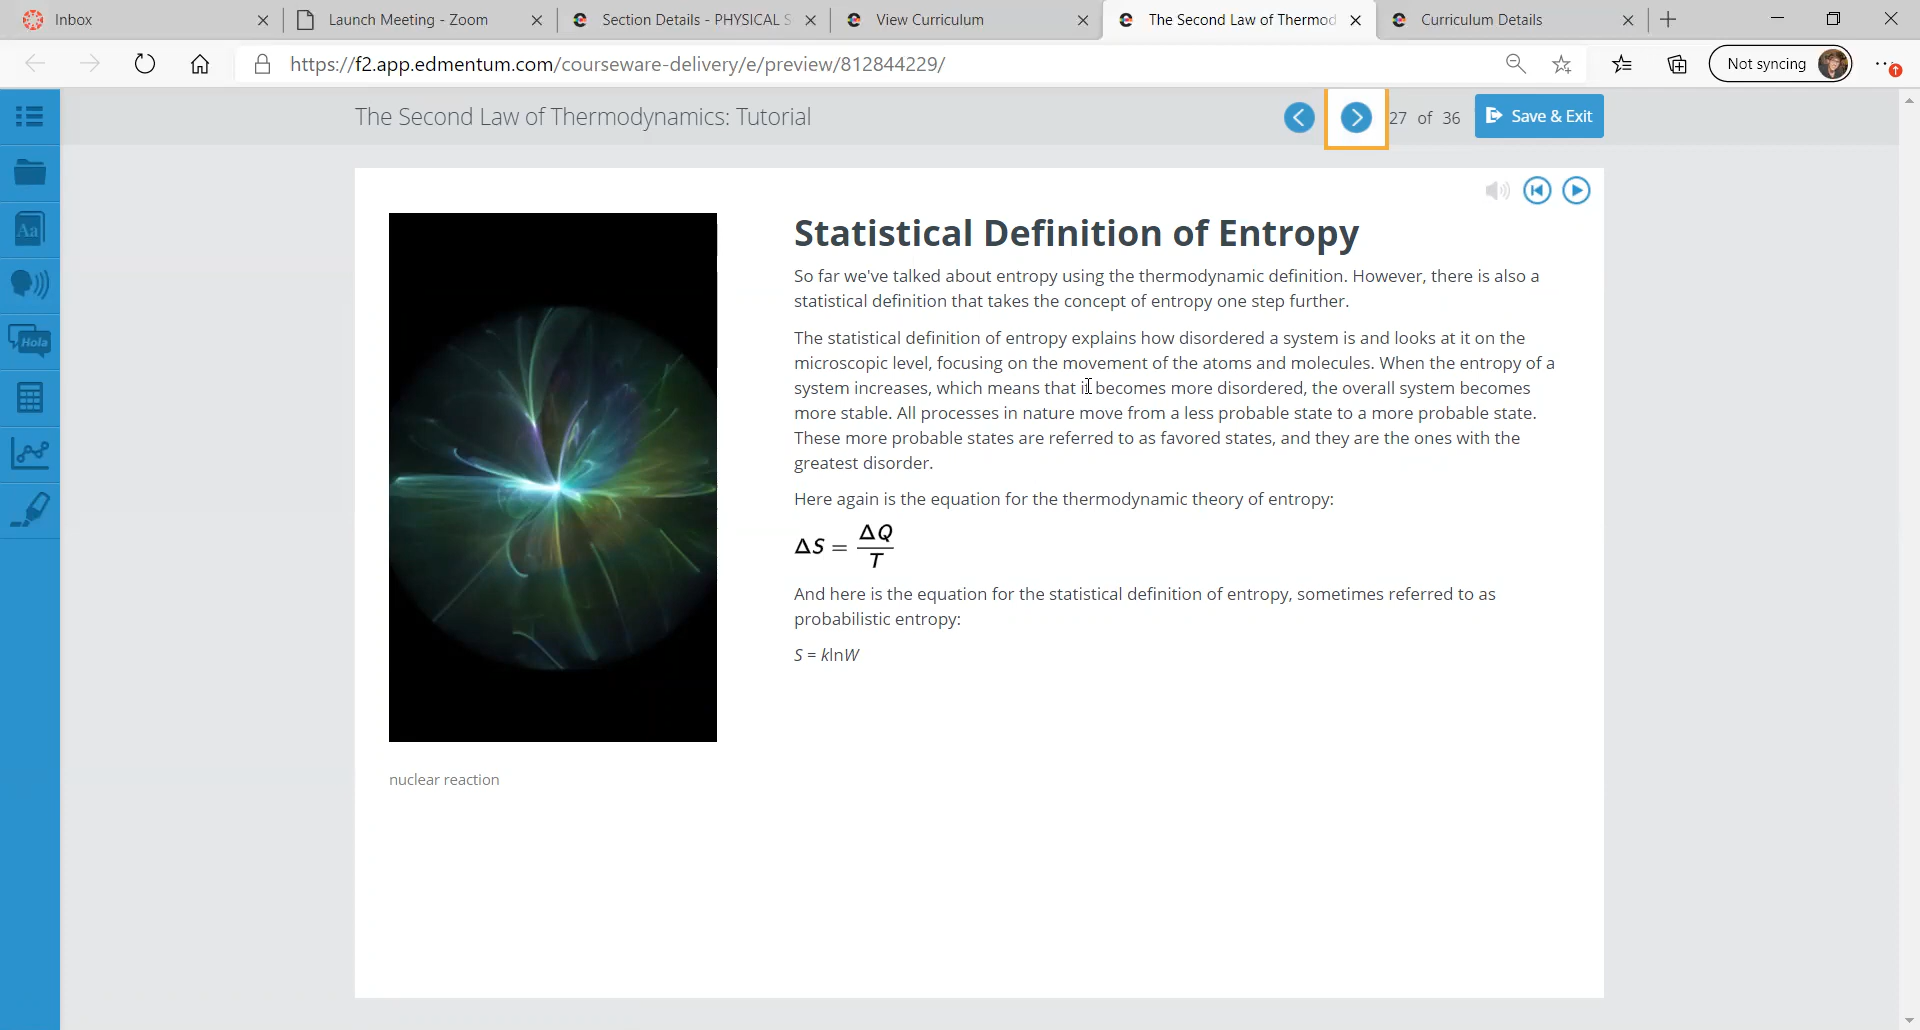 Inbox
Launch Meeting - Zoom
Section Details - PHYSICAL S
View Curriculum
The Second Law of Thermod
Curriculum Details
https://f2.app.edmentum.com/courseware-delivery/e/preview/812844229/
Not syncing
The Second Law of Thermodynamics: Tutorial
27 of 36
Save & Exit
Aa
Hola
Statistical Definition of Entropy
So far we've talked about entropy using the thermodynamic definition. However, there is also a
statistical definition that takes the concept of entropy one step further.
The statistical definition of entropy explains how disordered a system is and looks at it on the
microscopic level, focusing on the movement of the atoms and molecules. When the entropy of a
system increases, which means that it becomes more disordered, the overall system becomes
more stable. All processes in nature move from a less probable state to a more probable state.
These more probable states are referred to as favored states, and they are the ones with the
greatest disorder.
Here again is the equation for the thermodynamic theory of entropy:
ΔS = ΔQ/T
And here is the equation for the statistical definition of entropy, sometimes referred to as
probabilistic entropy:
S = klnW
nuclear reaction